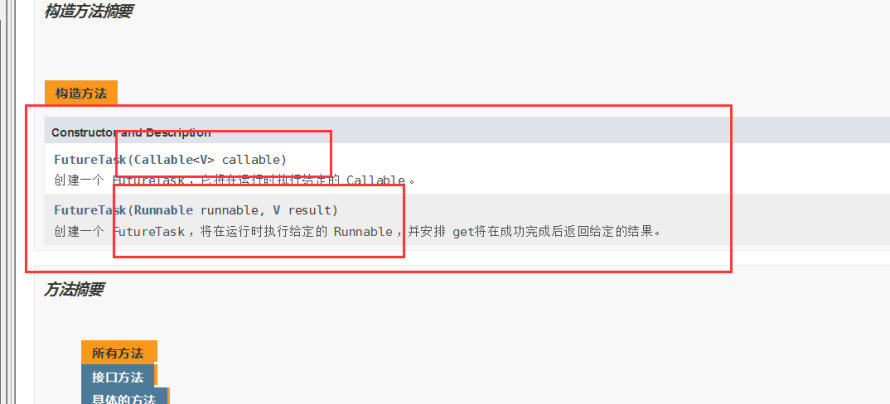 构造方法摘要
构造方法
Constructor and Description
FutureTask(Callable<V> callable)
创建一个 FutureTask，它将在运行时执行给定的 Callable 。
FutureTask(Runnable runnable, V result)
创建一个 FutureTask，将在运行时执行给定的 Runnable ，并安排 get将在成功完成后返回给定的结果。
方法摘要
所有方法
接口方法
具体的方法